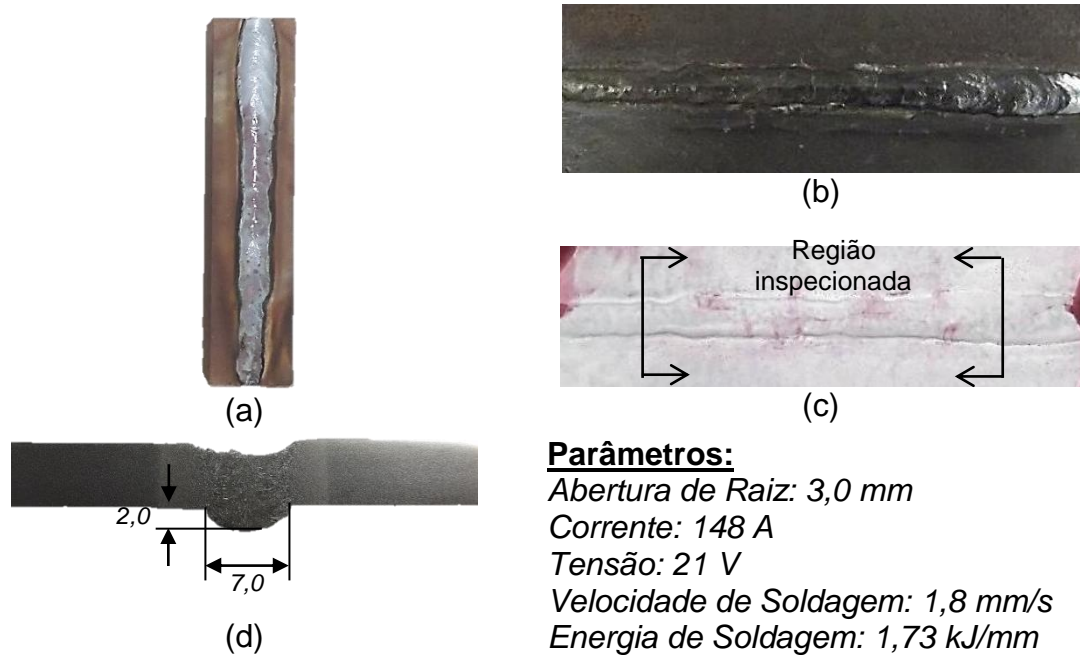 (a)
(b)
Região
inspecionada
(c)
2,0
7,0
(d)
Parâmetros:
Abertura de Raiz: 3,0 mm
Corrente: 148 A
Tensão: 21 V
Velocidade de Soldagem: 1,8 mm/s
Energia de Soldagem: 1,73 kJ/mm